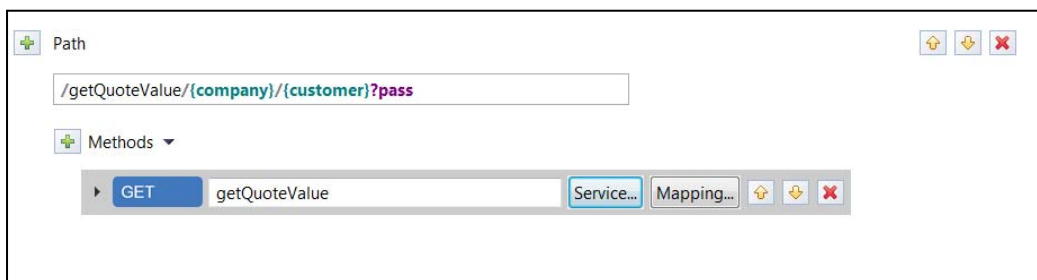 Path
/getQuoteValue/{company}/{customer}?pass
Methods
GET getQuoteValue Service... Mapping...